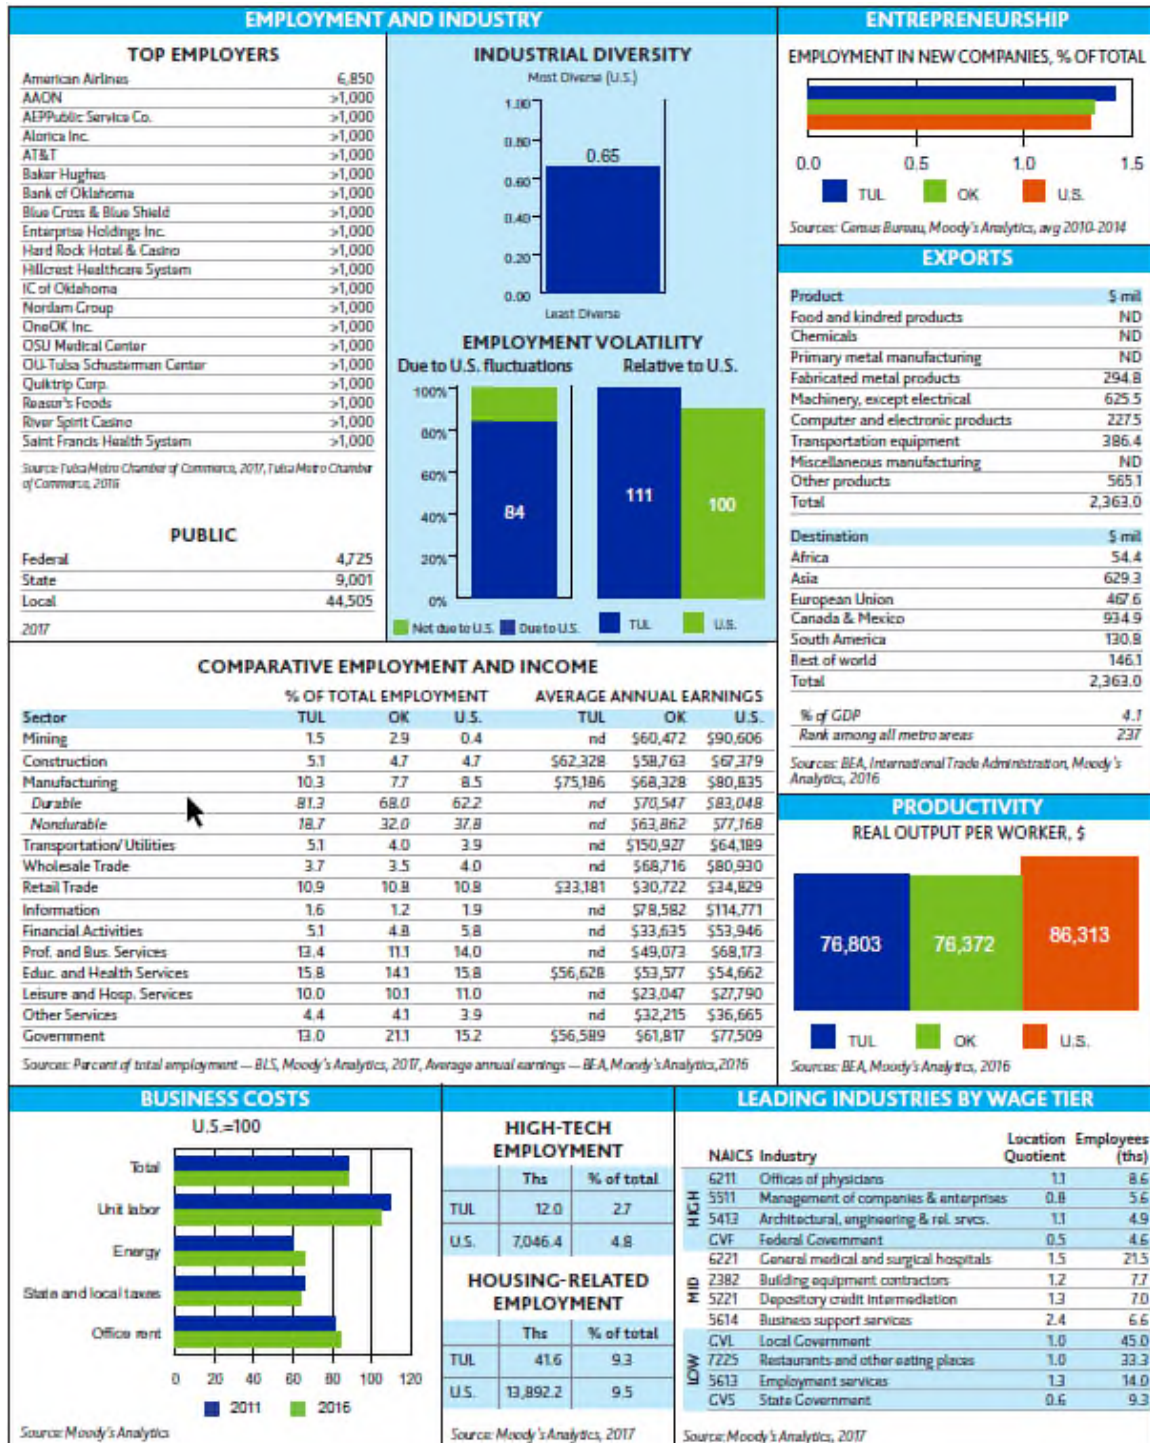 EMPLOYMENT AND INDUSTRY
TOP EMPLOYERS
American Airlines 6,850
AAON >1,000
AEPPublic Service Co. >1,000
Alorica Inc. >1,000
AT&T >1,000
Baker Hughes >1,000
Bank of Oklahoma >1,000
Blue Cross & Blue Shield >1,000
Enterprise Holdings Inc. >1,000
Hard Rock Hotel & Casino >1,000
Hillcrest Healthcare System >1,000
IC of Oklahoma >1,000
Nordam Group >1,000
OneOK Inc. >1,000
OSU Medical Center >1,000
OU-Tulsa Schusterman Center >1,000
Quiktrip Corp. >1,000
Reasor's Foods >1,000
River Spirit Casino >1,000
Saint Francis Health System >1,000
Source: Tulsa Metro Chamber of Commerce, 2017, Tulsa Metro Chamber
of Commerce, 2016
PUBLIC
Federal 4,725
State 9,001
Local 44,505
2017
INDUSTRIAL DIVERSITY
Most Diverse (U.S.)
1.00
0.80
0.65
0.60
0.40
0.20
0.00
Least Diverse
EMPLOYMENT VOLATILITY
Due to U.S. fluctuations Relative to U.S.
100%
80%
60%
40%
20%
0%
84
111
100
Not due to U.S. Due to U.S. TUL U.S.
ENTREPRENEURSHIP
EMPLOYMENT IN NEW COMPANIES, % OF TOTAL
0.0 0.5 1.0 1.5
TUL OK U.S.
Sources: Census Bureau, Moody's Analytics, avg 2010-2014
EXPORTS
Product $ mil
Food and kindred products ND
Chemicals ND
Primary metal manufacturing ND
Fabricated metal products 294.8
Machinery, except electrical 625.5
Computer and electronic products 227.5
Transportation equipment 386.4
Miscellaneous manufacturing ND
Other products 565.1
Total 2,363.0
Destination $ mil
Africa 54.4
Asia 629.3
European Union 467.6
Canada & Mexico 934.9
South America 130.8
Rest of world 146.1
Total 2,363.0
% of GDP 4.1
Rank among all metro areas 237
Sources: BEA, International Trade Administration, Moody's
Analytics, 2016
COMPARATIVE EMPLOYMENT AND INCOME
% OF TOTAL EMPLOYMENT AVERAGE ANNUAL EARNINGS
Sector TUL OK U.S. TUL OK U.S.
Mining 1.5 2.9 0.4 nd $60,472 $90,606
Construction 5.1 4.7 4.7 $62,328 $58,763 $67,379
Manufacturing 10.3 7.7 8.5 $75,186 $68,328 $80,835
Durable 81.3 68.0 62.2 nd $70,547 $83,048
Nondurable 18.7 32.0 37.8 nd $63,862 $77,168
Transportation/Utilities 5.1 4.0 3.9 nd $150,927 $64,189
Wholesale Trade 3.7 3.5 4.0 nd $68,716 $80,930
Retail Trade 10.9 10.8 10.8 $33,181 $30,722 $34,829
Information 1.6 1.2 1.9 nd $78,582 $114,771
Financial Activities 5.1 4.8 5.8 nd $33,635 $53,946
Prof. and Bus. Services 13.4 11.1 14.0 nd $49,073 $68,173
Educ. and Health Services 15.8 14.1 15.8 $56,628 $53,577 $54,662
Leisure and Hosp. Services 10.0 10.1 11.0 nd $23,047 $27,790
Other Services 4.4 4.1 3.9 nd $32,215 $36,665
Government 13.0 21.1 15.2 $56,589 $61,817 $77,509
Sources: Percent of total employment — BLS, Moody's Analytics, 2017, Average annual earnings — BEA, Moody's Analytics, 2016
PRODUCTIVITY
REAL OUTPUT PER WORKER, $
76,803 76,372 86,313
TUL OK U.S.
Sources: BEA, Moody's Analytics, 2016
BUSINESS COSTS
U.S.=100
Total
Unit labor
Energy
State and local taxes
Office rent
0 20 40 60 80 100 120
2011 2016
Source: Moody's Analytics
HIGH-TECH
EMPLOYMENT
Ths % of total
TUL 12.0 2.7
U.S. 7,046.4 4.8
HOUSING-RELATED
EMPLOYMENT
Ths % of total
TUL 41.6 9.3
U.S. 13,892.2 9.5
Source: Moody's Analytics, 2017
LEADING INDUSTRIES BY WAGE TIER
Location Employees
NAICS Industry Quotient (ths)
HIGH
6211 Offices of physicians 1.1 8.6
5511 Management of companies & enterprises 0.8 5.6
5413 Architectural, engineering & rel. srvcs. 1.1 4.9
GVF Federal Government 0.5 4.6
MID
6221 General medical and surgical hospitals 1.5 21.5
2382 Building equipment contractors 1.2 7.7
5221 Depository credit intermediation 1.3 7.0
5614 Business support services 2.4 6.6
LOW
GVL Local Government 1.0 45.0
7225 Restaurants and other eating places 1.0 33.3
5613 Employment services 1.3 14.0
GVS State Government 0.6 9.3
Source: Moody's Analytics, 2017